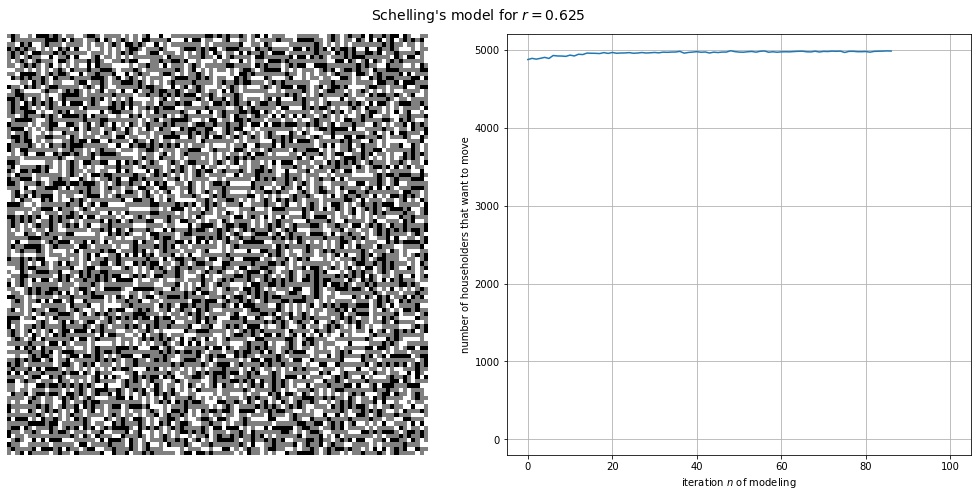 Schelling's model for r = 0.625
number of householders that want to move
5000
4000
3000
2000
1000
0
0 20 40 60 80 100
iteration n of modeling